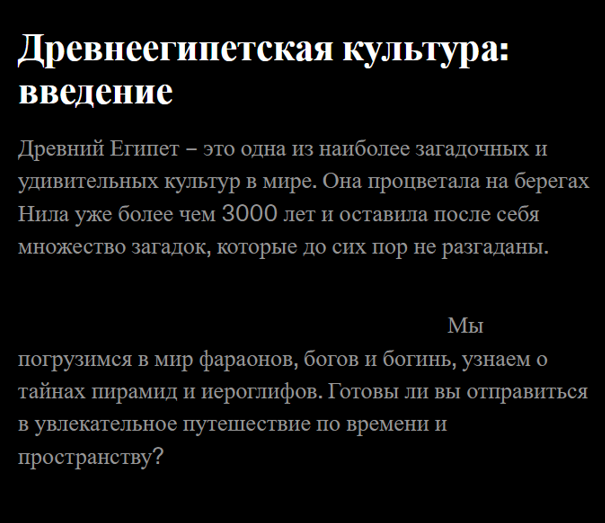 Древнеегипетская культура:
введение
Древний Египет – это одна из наиболее загадочных и
удивительных культур в мире. Она процветала на берегах
Нила уже более чем 3000 лет и оставила после себя
множество загадок, которые до сих пор не разгаданы.
Мы
погрузимся в мир фараонов, богов и богинь, узнаем о
тайнах пирамид и иероглифов. Готовы ли вы отправиться
в увлекательное путешествие по времени и
пространству?